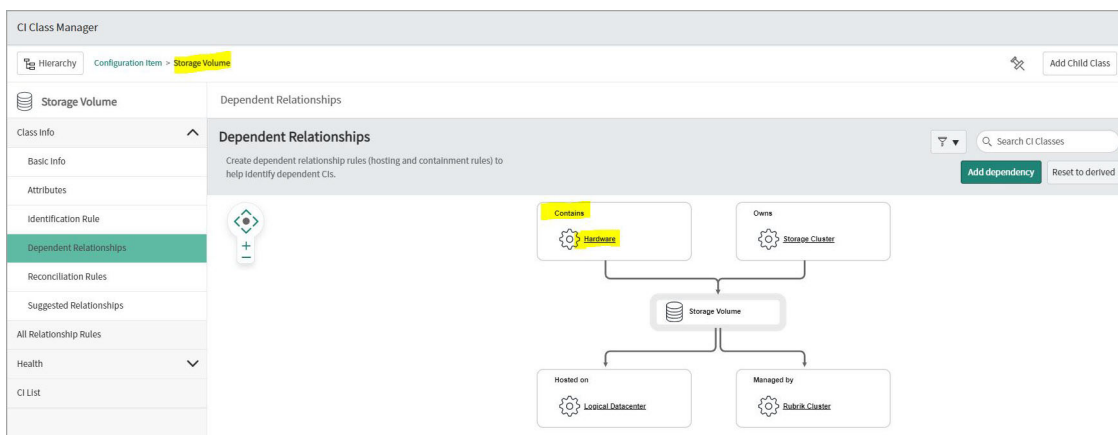 CI Class Manager
Hierarchy
Configuration Item > Storage Volume
Add Child Class
Storage Volume
Dependent Relationships
Class Info
Basic Info
Attributes
Identification Rule
Dependent Relationships
Reconciliation Rules
Suggested Relationships
All Relationship Rules
Health
CI List
Dependent Relationships
Create dependent relationship rules (hosting and containment rules) to
help identify dependent CIs.
Search CI Classes
Add dependency
Reset to derived
Contains
Hardware
Owns
Storage Cluster
Storage Volume
Hosted on
Logical Datacenter
Managed by
Rubrik Cluster